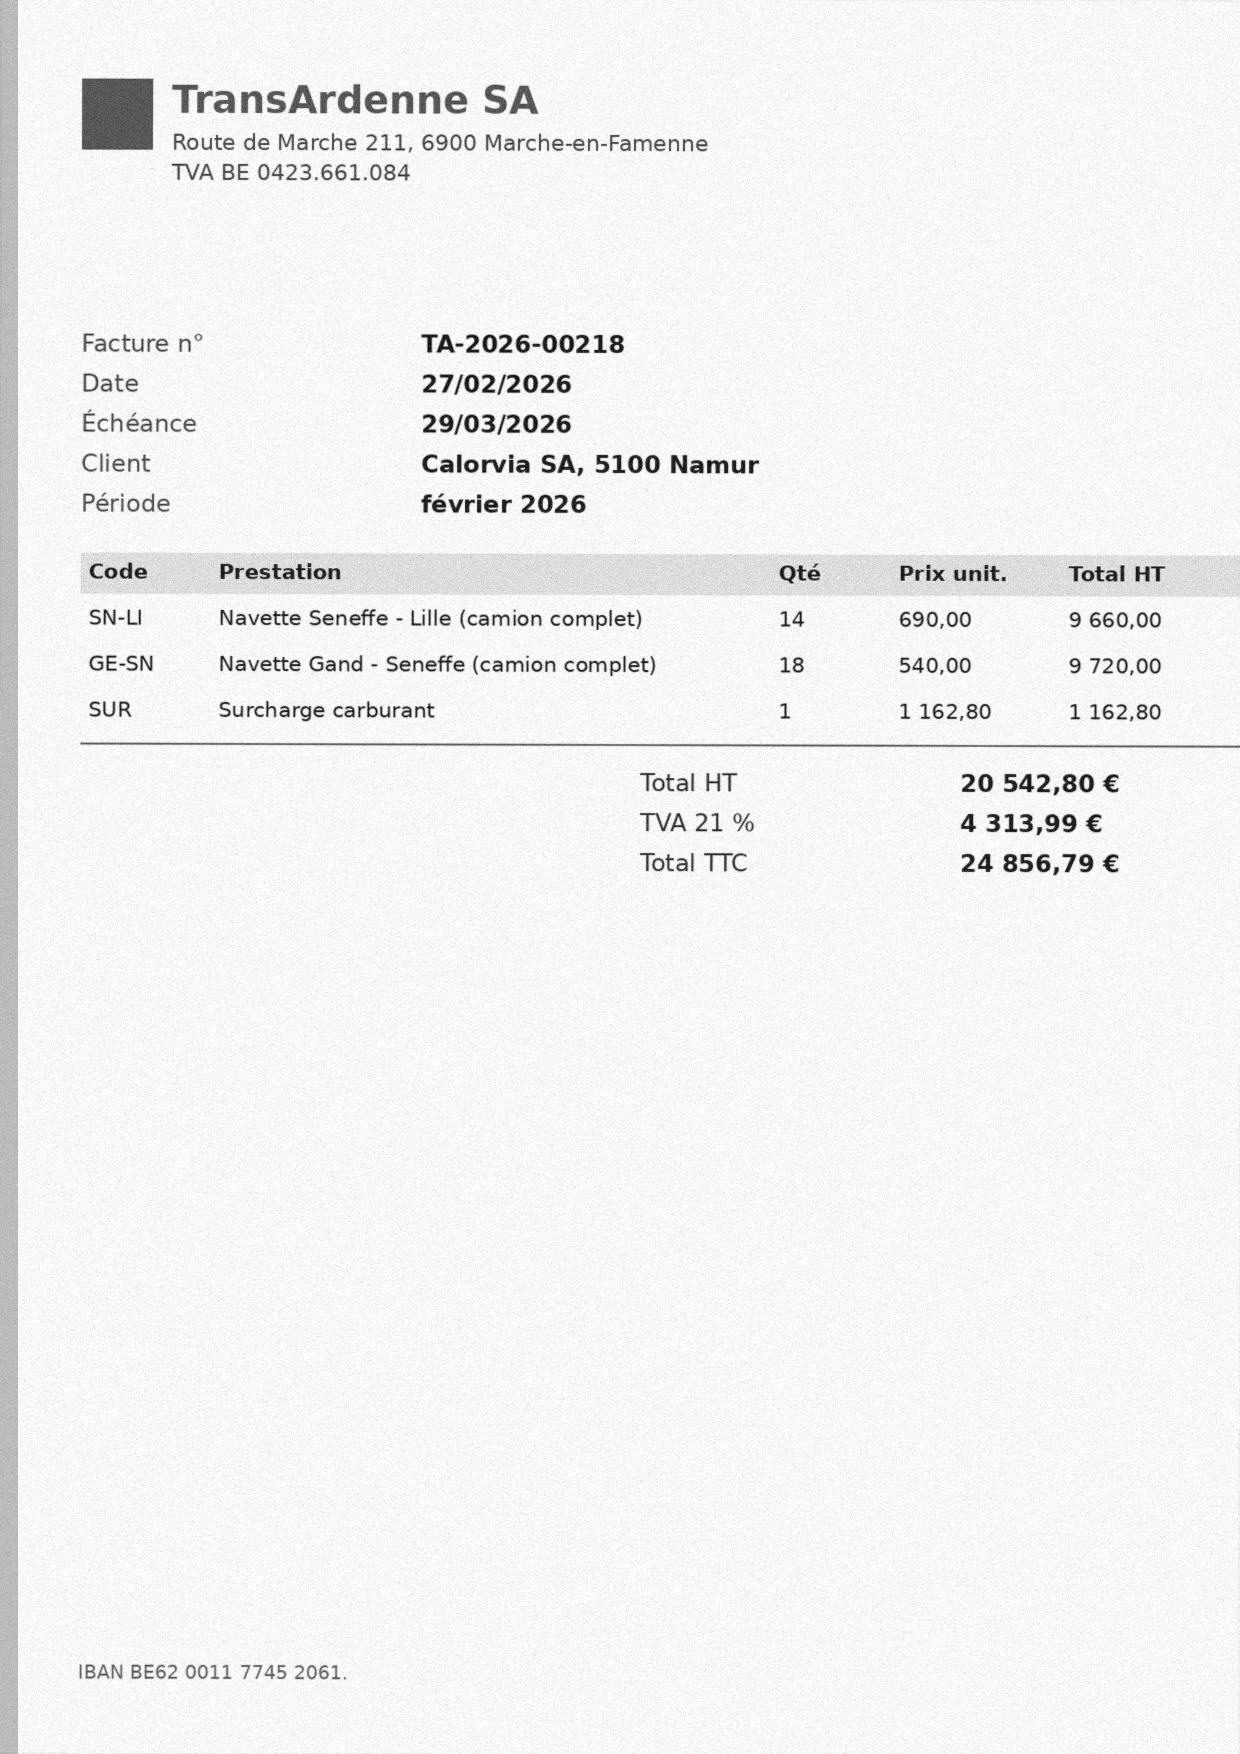 TransArdenne SA
Route de Marche 211, 6900 Marche-en-Famenne
TVA BE 0423.661.084
Facture n° TA-2026-00218
Date 27/02/2026
Échéance 29/03/2026
Client Calorvia SA, 5100 Namur
Période février 2026
Code Prestation Qté Prix unit. Total HT
SN-LI Navette Seneffe - Lille (camion complet) 14 690,00 9 660,00
GE-SN Navette Gand - Seneffe (camion complet) 18 540,00 9 720,00
SUR Surcharge carburant 1 1 162,80 1 162,80
Total HT 20 542,80 €
TVA 21 % 4 313,99 €
Total TTC 24 856,79 €
IBAN BE62 0011 7745 2061.